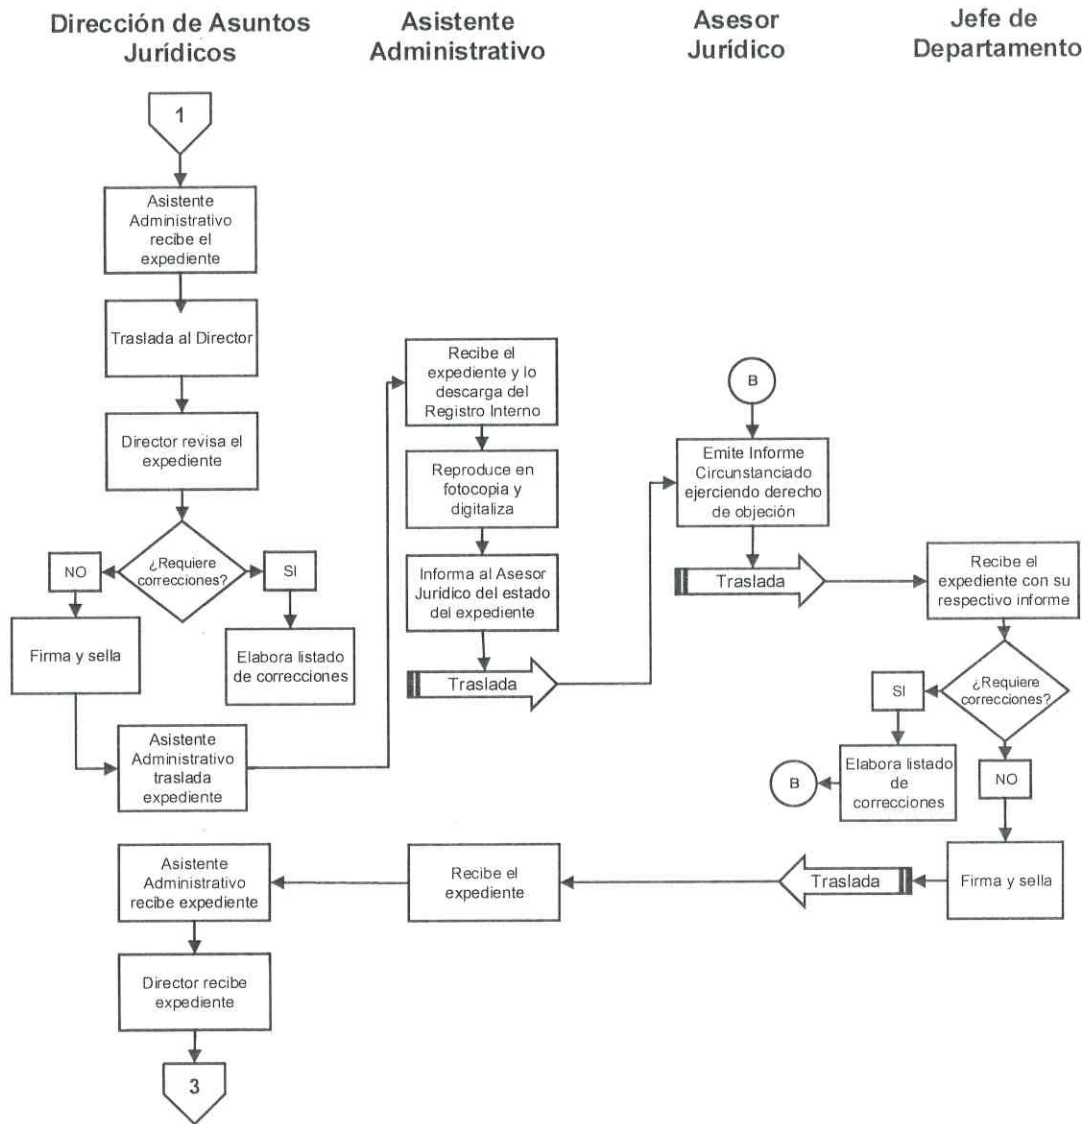 Dirección de Asuntos
Jurídicos
Asistente
Administrativo
Asesor
Jurídico
Jefe de
Departamento
1
Asistente
Administrativo
recibe el
expediente
Traslada al Director
Director revisa el
expediente
¿Requiere
correcciones?
NO
SI
Firma y sella
Elabora listado
de correcciones
Asistente
Administrativo
traslada
expediente
Recibe el
expediente y lo
descarga del
Registro Interno
Reproduce en
fotocopia y
digitaliza
Informa al Asesor
Jurídico del estado
del expediente
Traslada
B
Emite Informe
Circunstanciado
ejerciendo derecho
de objeción
Traslada
Recibe el
expediente con su
respectivo informe
¿Requiere
correcciones?
SI
NO
Elabora listado
de
correcciones
B
Firma y sella
Traslada
Recibe el
expediente
Asistente
Administrativo
recibe expediente
Director recibe
expediente
3